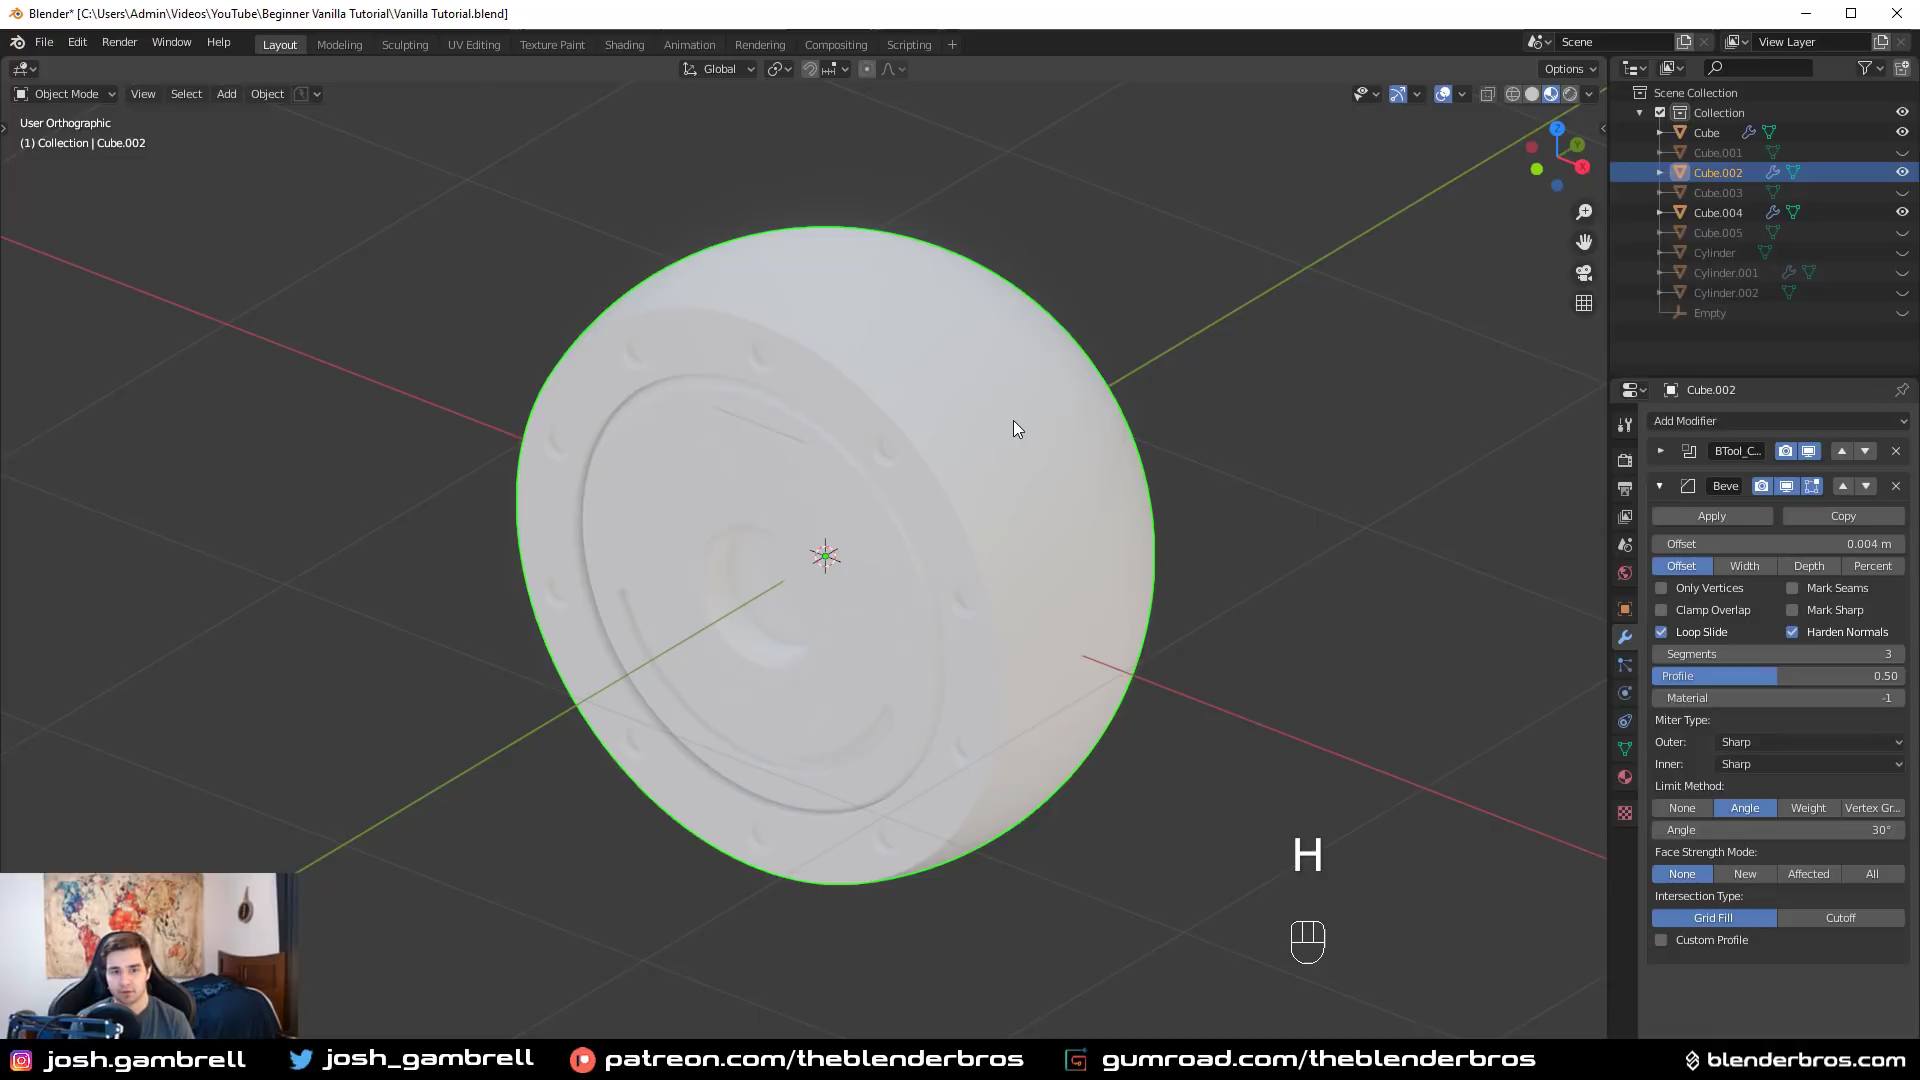 Blender* [C:\Users\Admin\Videos\YouTube\Beginner Vanilla Tutorial\Vanilla Tutorial.blend]
File Edit Render Window Help Layout Modeling Sculpting UV Editing Texture Paint Shading Animation Rendering Compositing Scripting + Scene View Layer
Global Options
Object Mode View Select Add Object
User Orthographic
(1) Collection | Cube.002
Z
Y
X
Scene Collection
Collection
Cube
Cube.001
Cube.002
Cube.003
Cube.004
Cube.005
Cylinder
Cylinder.001
Cylinder.002
Empty
Cube.002
Add Modifier
BTool_C...
Beve
Apply Copy
Offset 0.004 m
Offset Width Depth Percent
Only Vertices Mark Seams
Clamp Overlap Mark Sharp
Loop Slide Harden Normals
Segments 3
Profile 0.50
Material -1
Miter Type:
Outer: Sharp
Inner: Sharp
Limit Method:
None Angle Weight Vertex Gr...
Angle 30°
Face Strength Mode:
None New Affected All
Intersection Type:
Grid Fill Cutoff
Custom Profile
H
josh.gambrell josh_gambrell patreon.com/theblenderbros gumroad.com/theblenderbros blenderbros.com